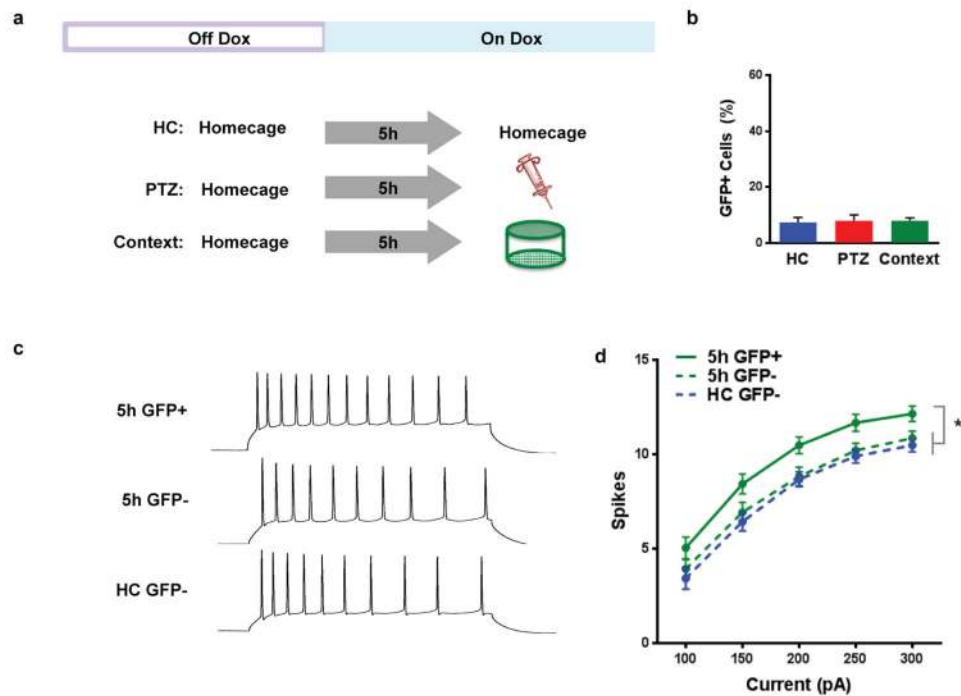 a
Off Dox
On Dox
HC: Homecage
5h
Homecage
PTZ: Homecage
5h
Context: Homecage
5h
b
GFP+ Cells (%)
60
40
20
0
HC
PTZ
Context
c
5h GFP+
5h GFP-
HC GFP-
d
5h GFP+
5h GFP-
HC GFP-
Spikes
15
10
5
0
*
100 150 200 250 300
Current (pA)